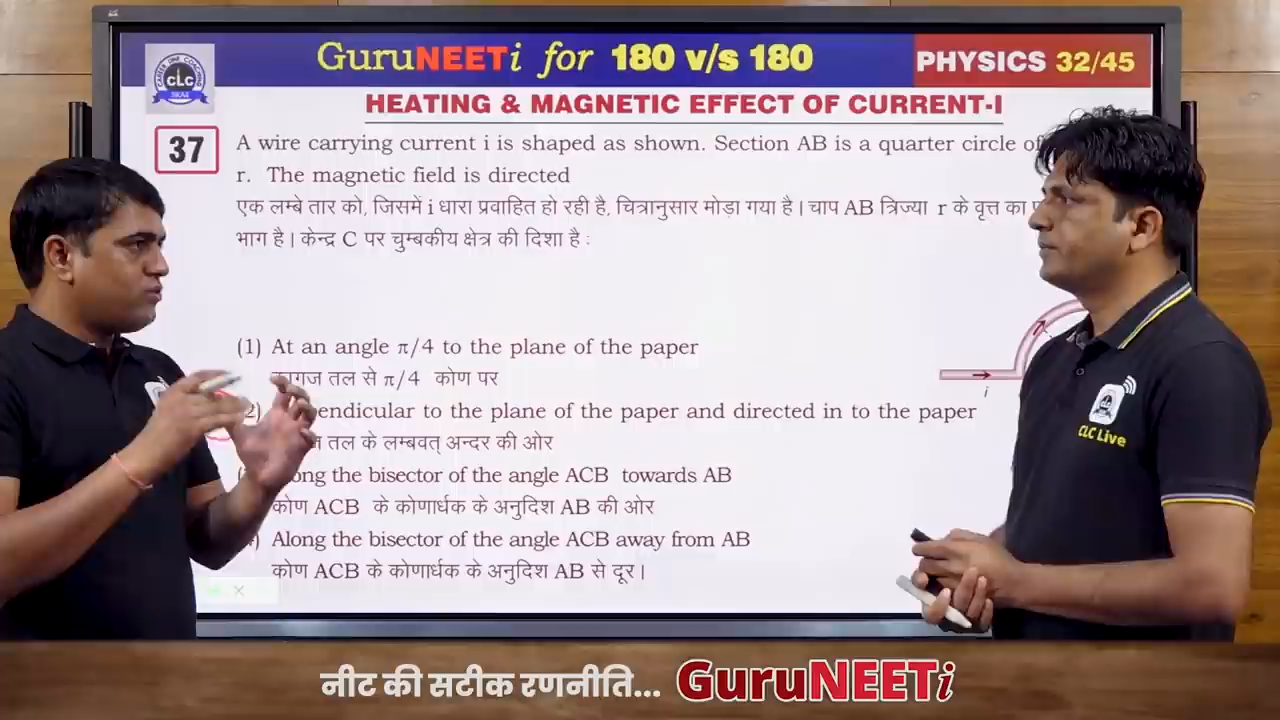 GuruNEETi for 180 v/s 180
PHYSICS 32/45
CLC
HEATING & MAGNETIC EFFECT OF CURRENT-I
37
A wire carrying current i is shaped as shown. Section AB is a quarter circle of
r. The magnetic field is directed
एक लम्बे तार को, जिसमें i धारा प्रवाहित हो रही है, चित्रानुसार मोड़ा गया है। चाप AB त्रिज्या r के वृत्त का
भाग है। केन्द्र C पर चुम्बकीय क्षेत्र की दिशा है :
(1) At an angle π/4 to the plane of the paper
कागज तल से π/4 कोण पर
2) pendicular to the plane of the paper and directed in to the paper
तल के लम्बवत् अन्दर की ओर
ong the bisector of the angle ACB towards AB
कोण ACB के कोणार्धक के अनुदिश AB की ओर
) Along the bisector of the angle ACB away from AB
कोण ACB के कोणार्धक के अनुदिश AB से दूर।
i
CLC Live
नीट की सटीक रणनीति... GuruNEETi